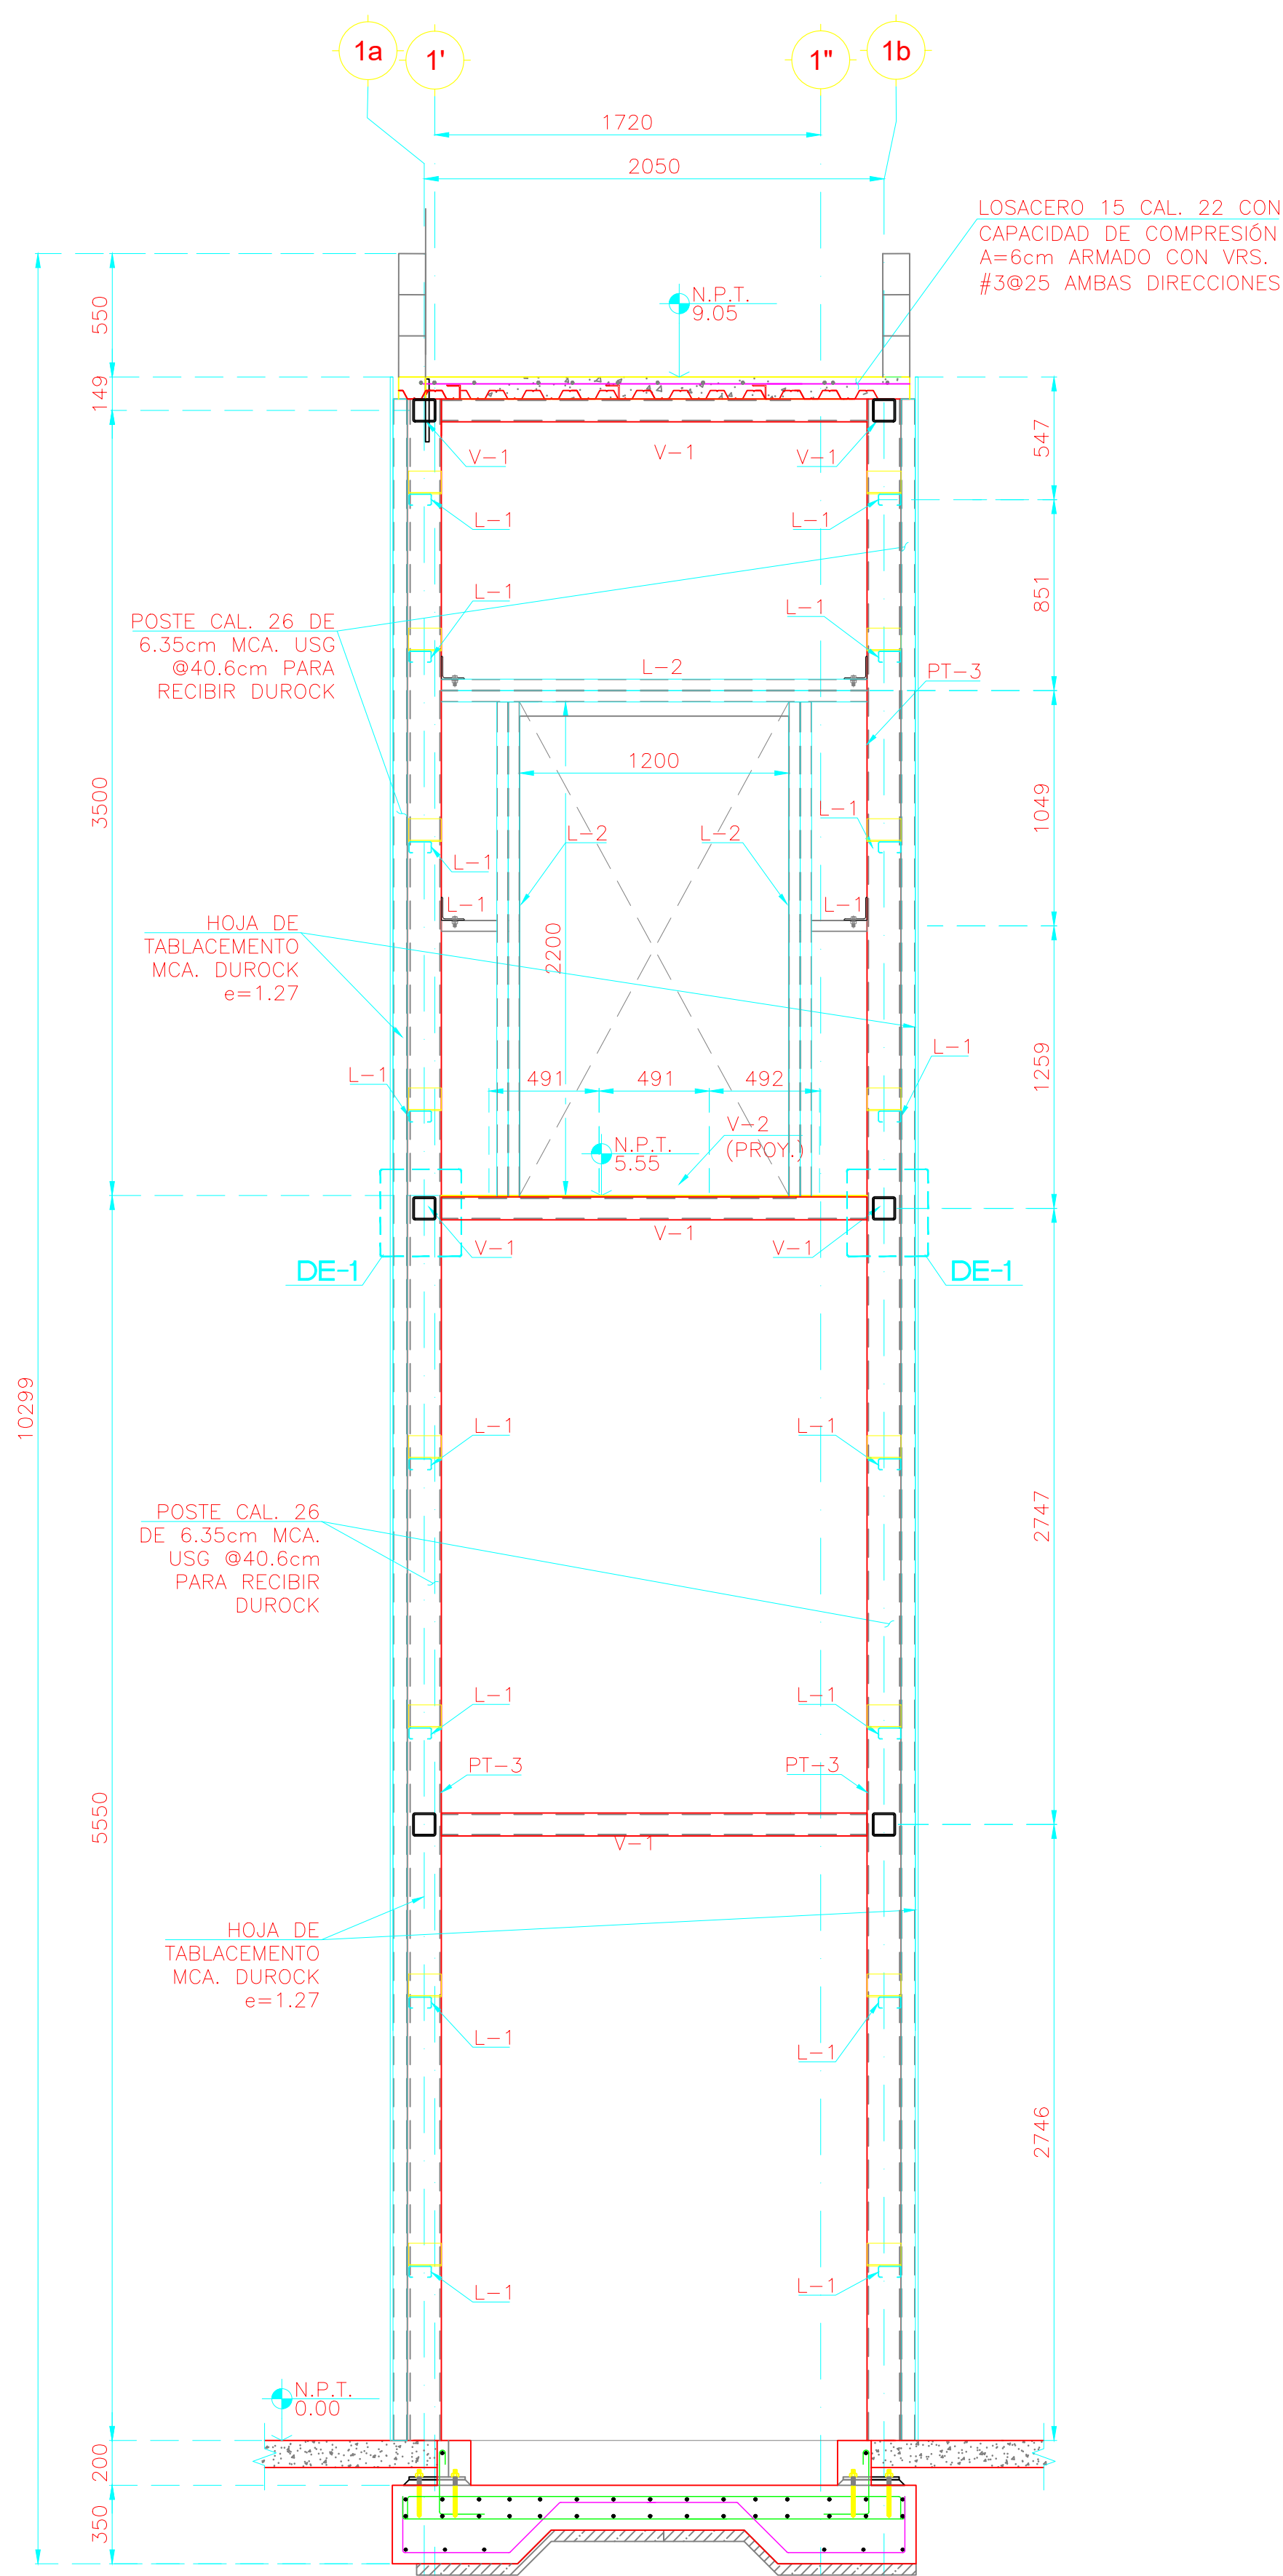 1a
1'
1"
1b
1720
2050
LOSACERO 15 CAL. 22 CON
CAPACIDAD DE COMPRESIÓN
A=6cm ARMADO CON VRS.
#3@25 AMBAS DIRECCIONES
N.P.T.
9.05
550
149
547
V-1
V-1
V-1
L-1
L-1
851
L-1
L-1
POSTE CAL. 26 DE
6.35cm MCA. USG
@40.6cm PARA
RECIBIR DUROCK
L-2
PT-3
1200
3500
1049
L-1
L-2
L-2
L-1
L-1
L-1
HOJA DE
TABLACEMENTO
MCA. DUROCK
e=1.27
2200
L-1
L-1
1259
491
491
492
V-2
(PROY.)
N.P.T.
5.55
V-1
V-1
V-1
DE-1
DE-1
10299
L-1
L-1
POSTE CAL. 26
DE 6.35cm MCA.
USG @40.6cm
PARA RECIBIR
DUROCK
2747
L-1
L-1
PT-3
PT-3
5550
V-1
HOJA DE
TABLACEMENTO
MCA. DUROCK
e=1.27
L-1
L-1
2746
L-1
L-1
N.P.T.
0.00
200
350